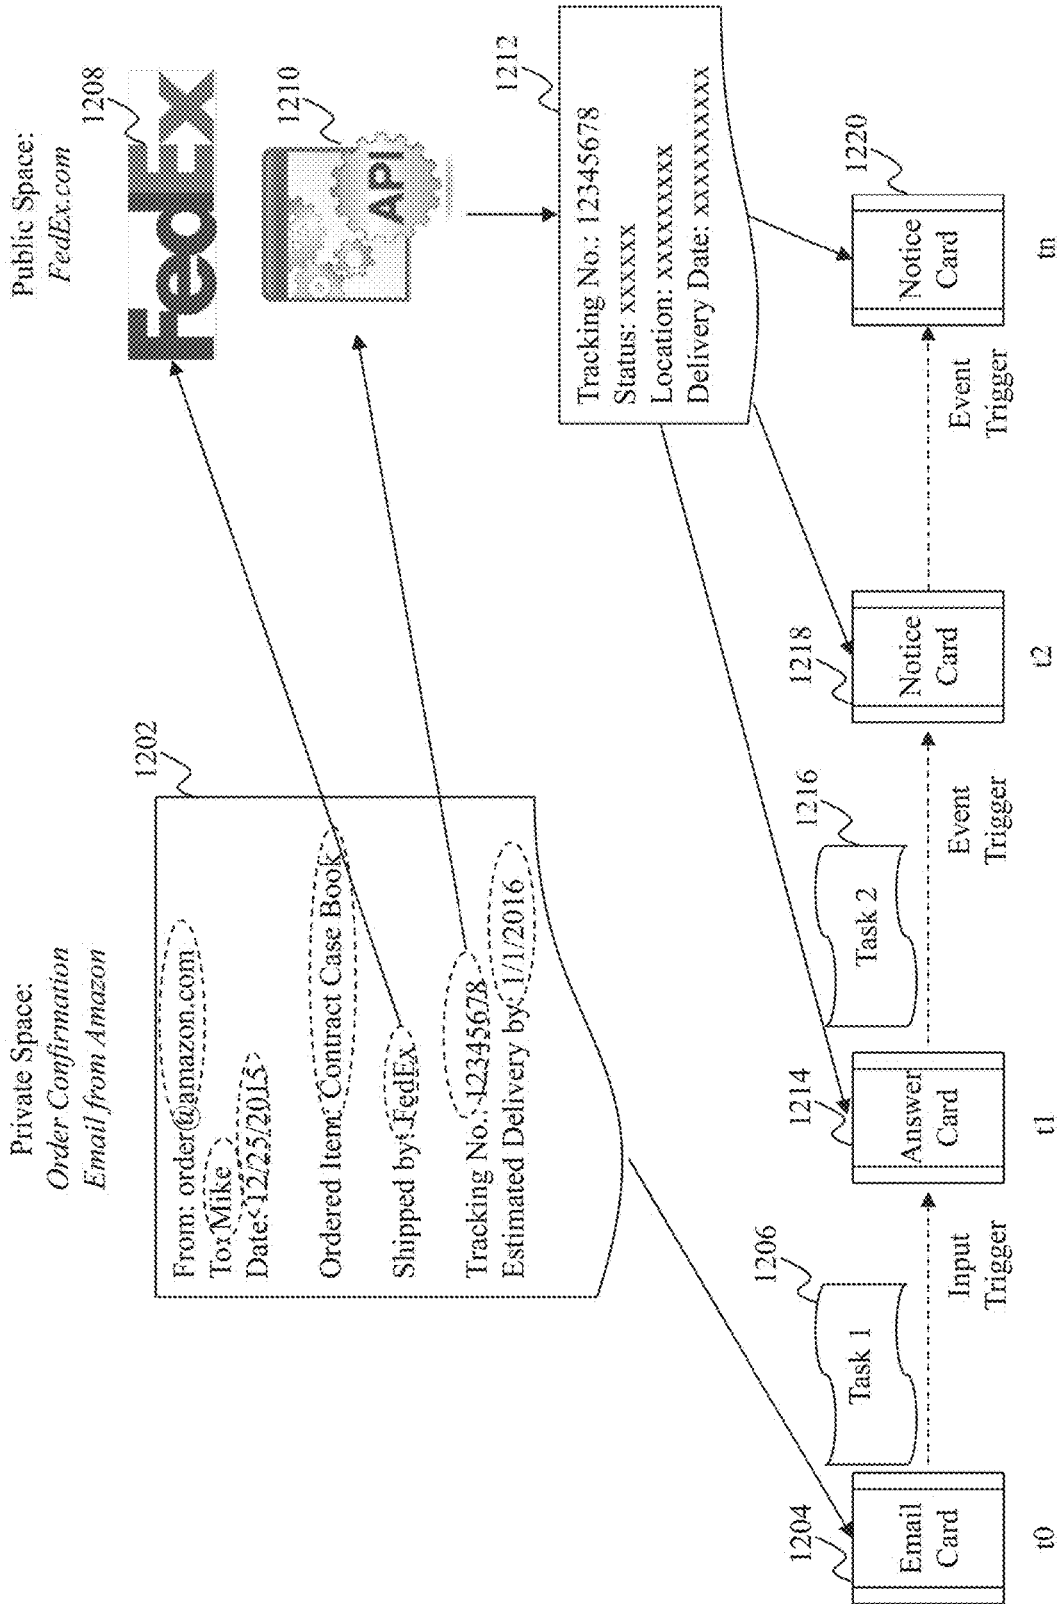 Private Space:
Order Confirmation
Email from Amazon
1202
From: order@amazon.com
To: Mike
Date: 12/25/2015
Ordered Item: Contract Case Book
Shipped by: FedEx
Tracking No.: 12345678
Estimated Delivery by: 1/1/2016
Public Space:
FedEx.com
1208
FedEx
1210
API
1212
Tracking No.: 12345678
Status: xxxxxx
Location: xxxxxxxxx
Delivery Date: xxxxxxxxxx
1204
Email
Card
t0
1206
Task 1
Input
Trigger
1214
Answer
Card
t1
1216
Task 2
Event
Trigger
1218
Notice
Card
t2
Event
Trigger
1220
Notice
Card
tn